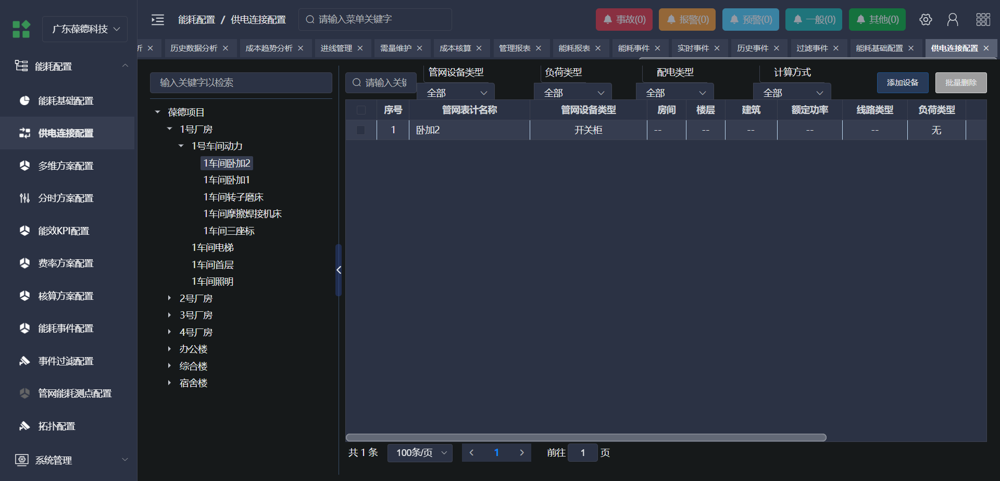 广东葆德科技
能耗配置 / 供电连接配置
请输入菜单关键字
事故(0)
报警(0)
预警(0)
一般(0)
其他(0)
析
历史数据分析
成本趋势分析
进线管理
需量维护
成本核算
管理报表
能耗报表
能耗事件
实时事件
历史事件
过滤事件
能耗基础配置
供电连接配置
能耗配置
能耗基础配置
供电连接配置
多维方案配置
分时方案配置
能效KPI配置
费率方案配置
核算方案配置
能耗事件配置
事件过滤配置
管网能耗测点配置
拓扑配置
系统管理
输入关键字以检索
葆德项目
1号厂房
1号车间动力
1车间卧加2
1车间卧加1
1车间转子磨床
1车间摩擦焊接机床
1车间三座标
1车间电梯
1车间首层
1车间照明
2号厂房
3号厂房
4号厂房
办公楼
综合楼
宿舍楼
请输入关键
管网设备类型
全部
负荷类型
全部
配电类型
全部
计算方式
全部
添加设备
批量删除
序号 管网表计名称 管网设备类型 房间 楼层 建筑 额定功率 线路类型 负荷类型
1 卧加2 开关柜 -- -- -- -- -- 无
共 1 条
100条/页
1
前往 1 页